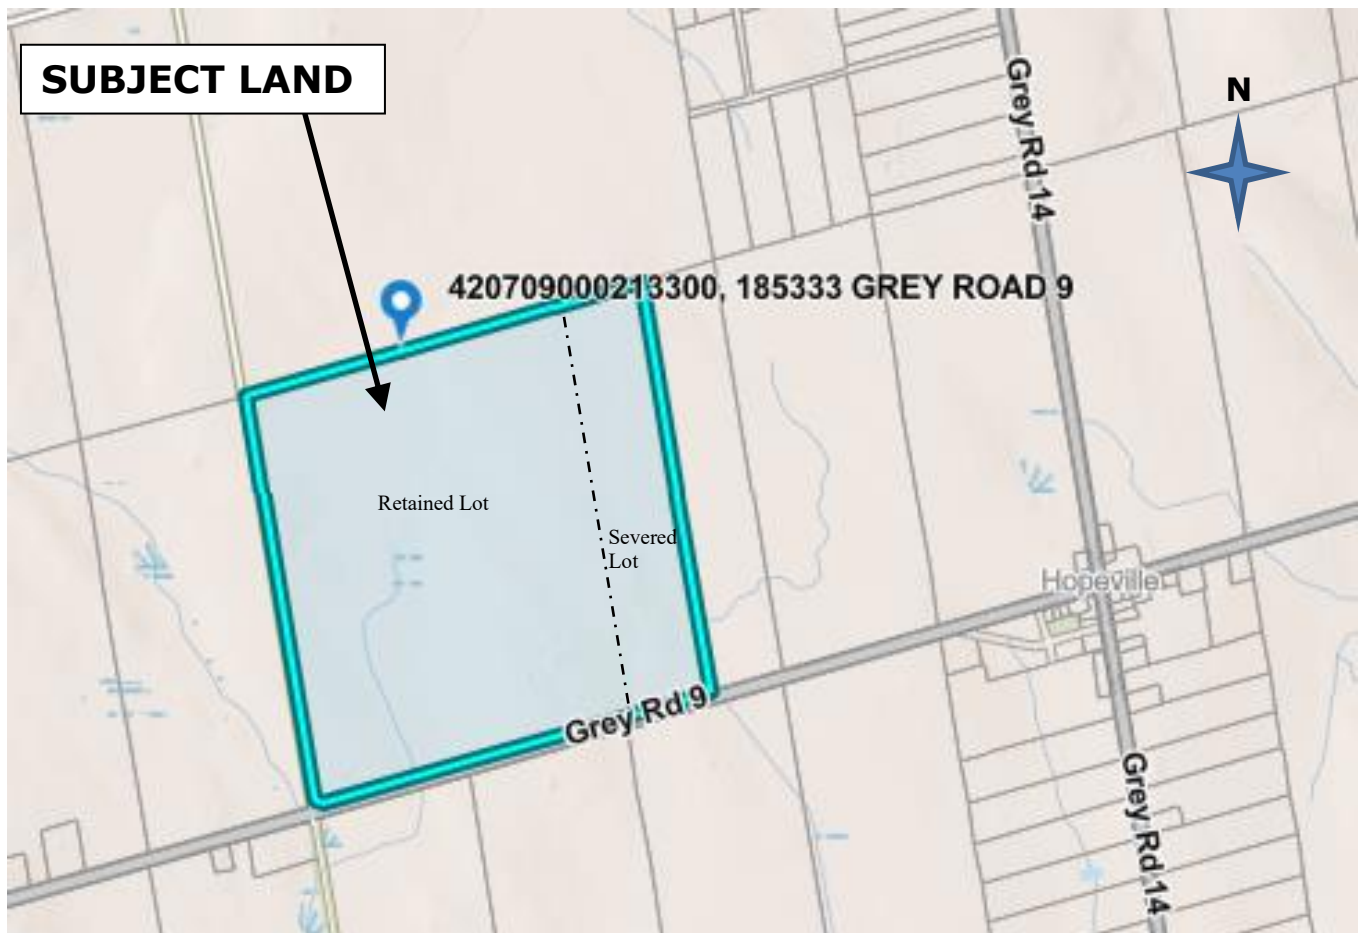 SUBJECT LAND
N
Grey Rd 14
420709000213300, 185333 GREY ROAD 9
Retained Lot
Severed
Lot
Hopeville
Grey Rd 9
Grey Rd 14